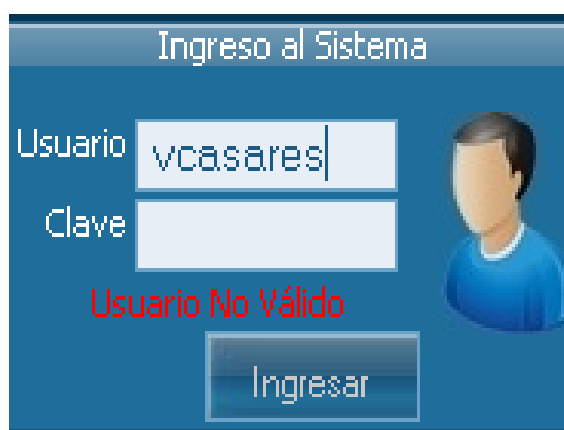 Ingreso al Sistema
Usuario vcasares
Clave
Usuario No Válido
Ingresar